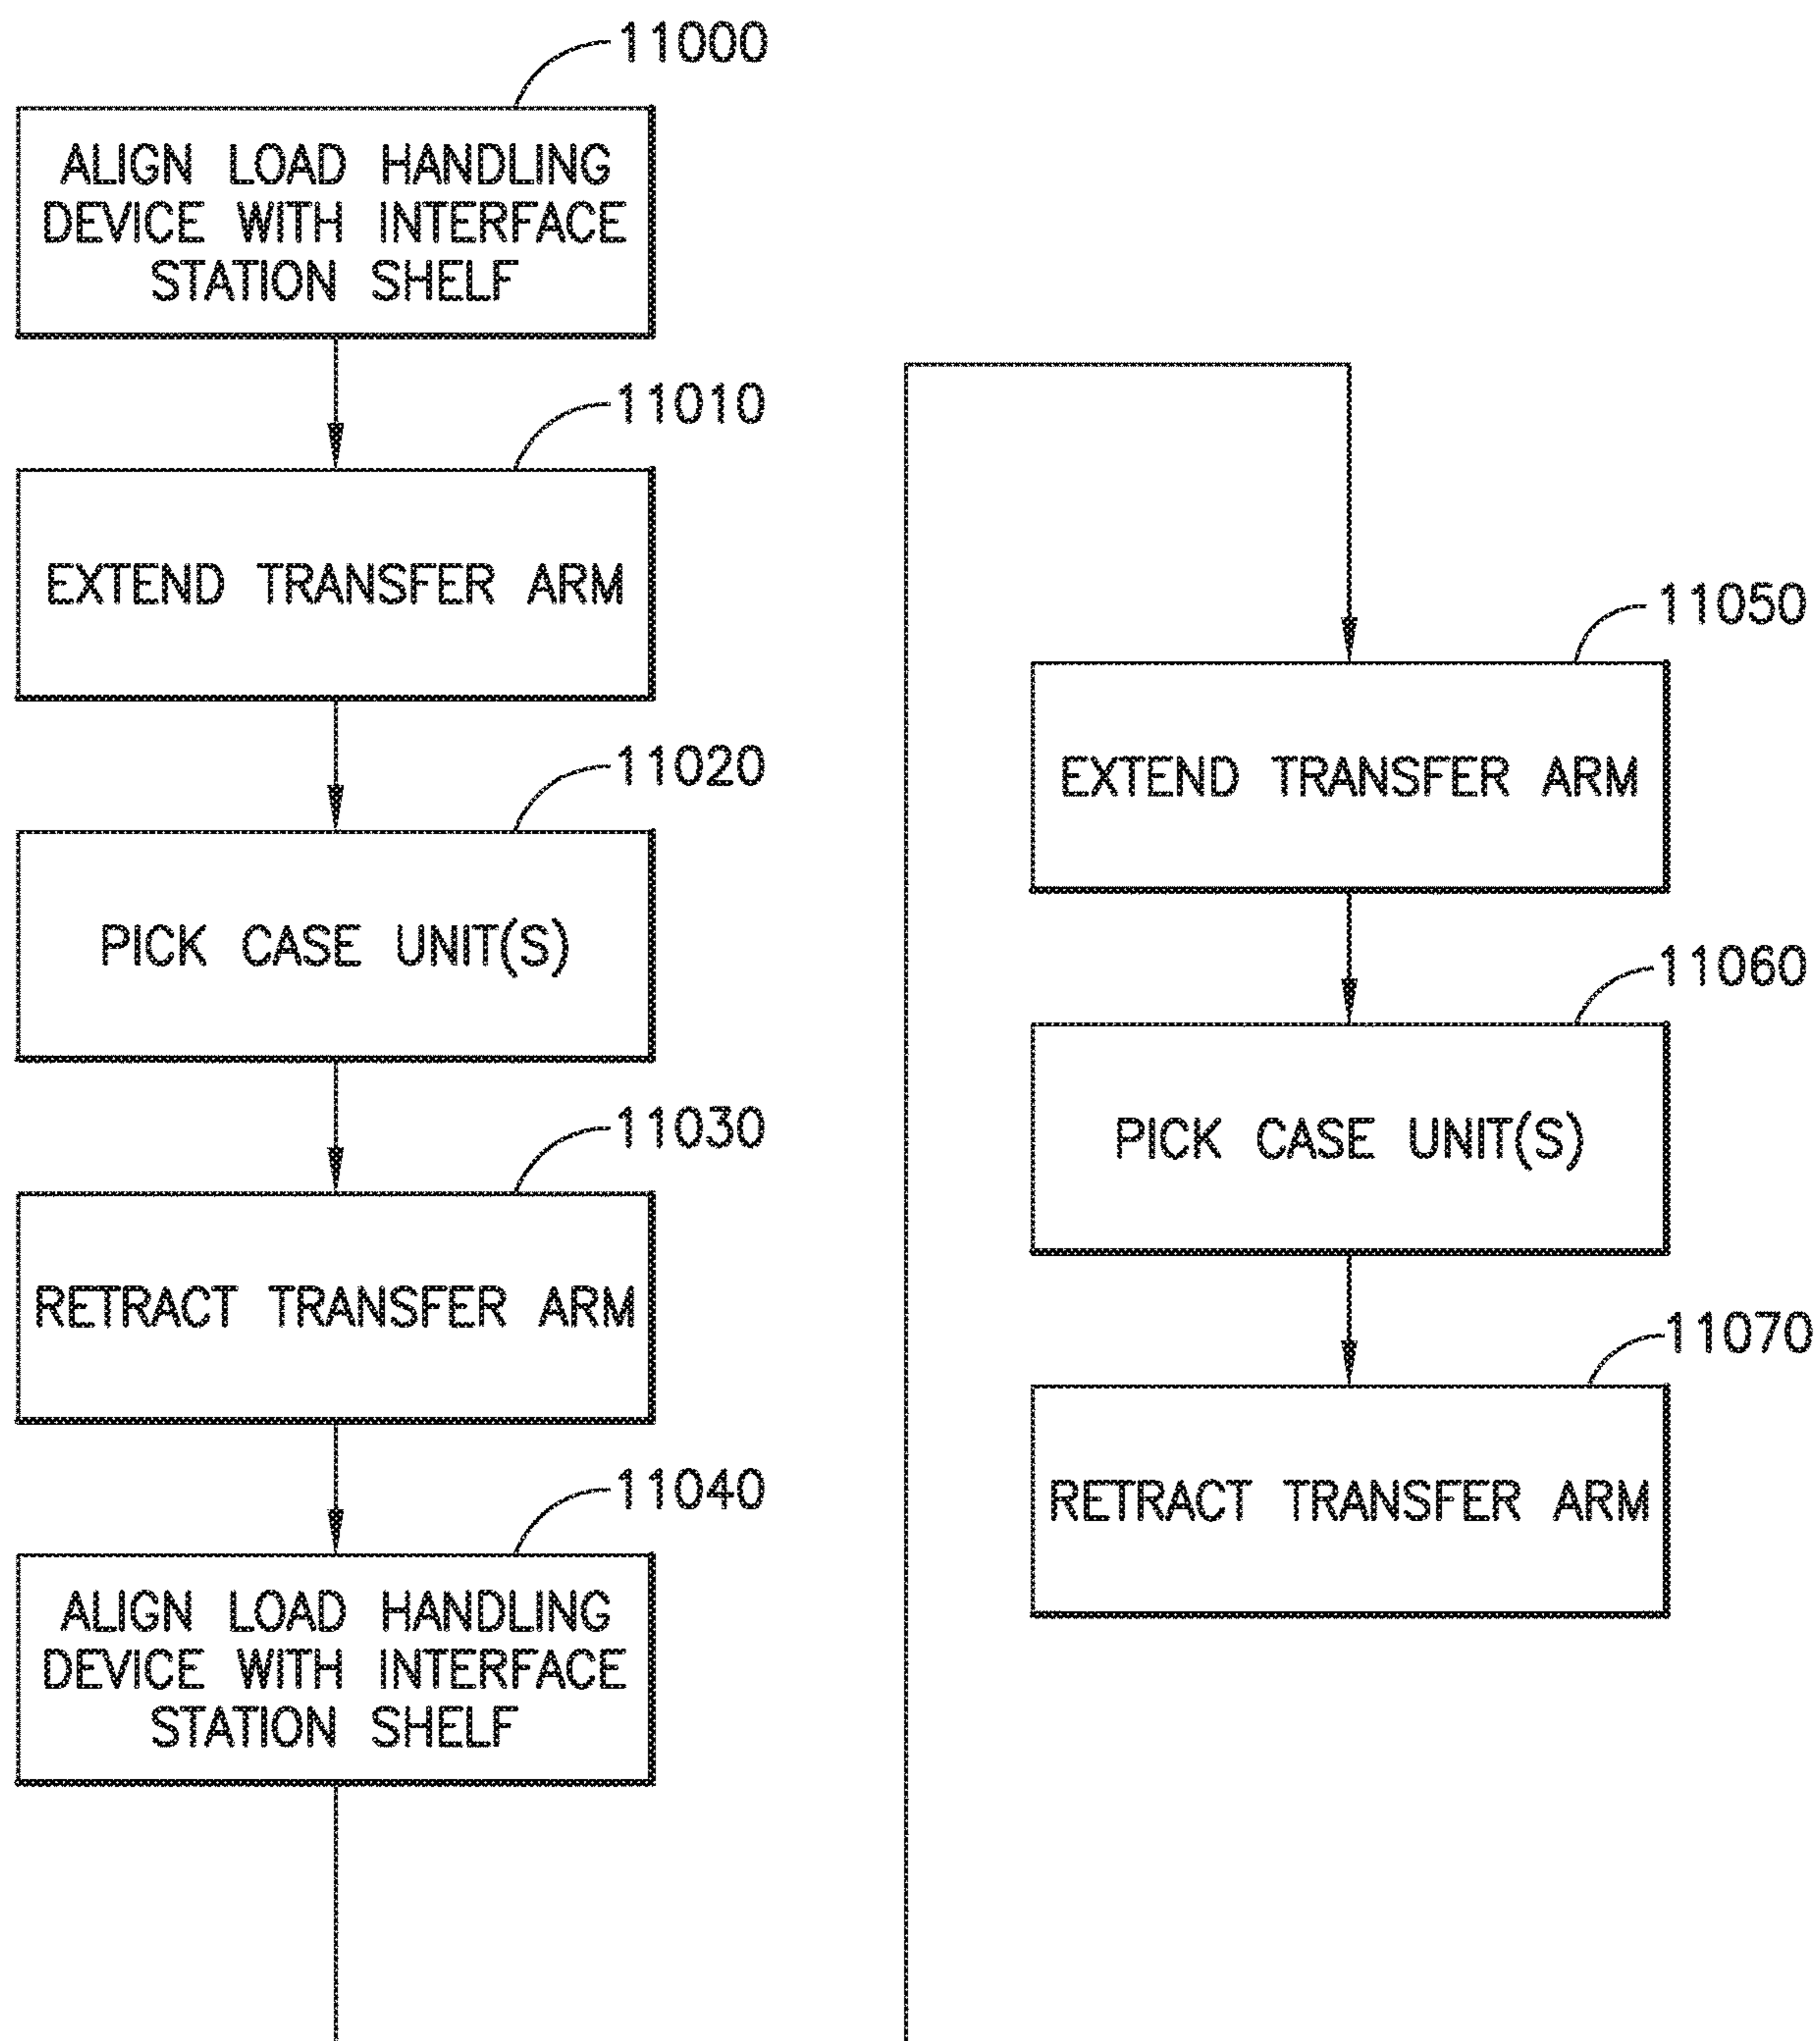 11000
ALIGN LOAD HANDLING
DEVICE WITH INTERFACE
STATION SHELF
11010
EXTEND TRANSFER ARM
11020
PICK CASE UNIT(S)
11030
RETRACT TRANSFER ARM
11040
ALIGN LOAD HANDLING
DEVICE WITH INTERFACE
STATION SHELF
11050
EXTEND TRANSFER ARM
11060
PICK CASE UNIT(S)
11070
RETRACT TRANSFER ARM